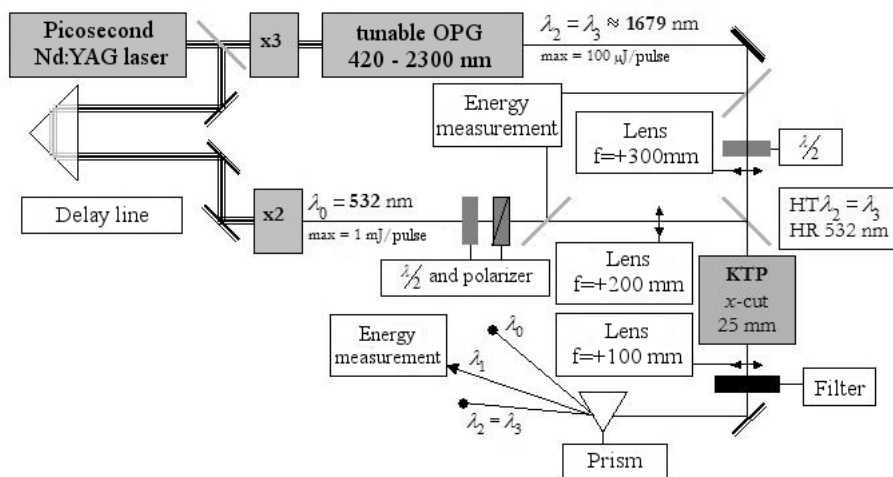 Picosecond
Nd:YAG laser
x3
tunable OPG
420 - 2300 nm
λ2 = λ3 ≈ 1679 nm
max = 100 μJ/pulse
Energy
measurement
Lens
f=+300mm
λ/2
Delay line
x2
λ0 = 532 nm
max = 1 mJ/pulse
HT λ2 = λ3
HR 532 nm
λ/2 and polarizer
Lens
f=+200 mm
KTP
x-cut
25 mm
Energy
measurement
λ0
λ1
λ2 = λ3
Lens
f=+100 mm
Filter
Prism